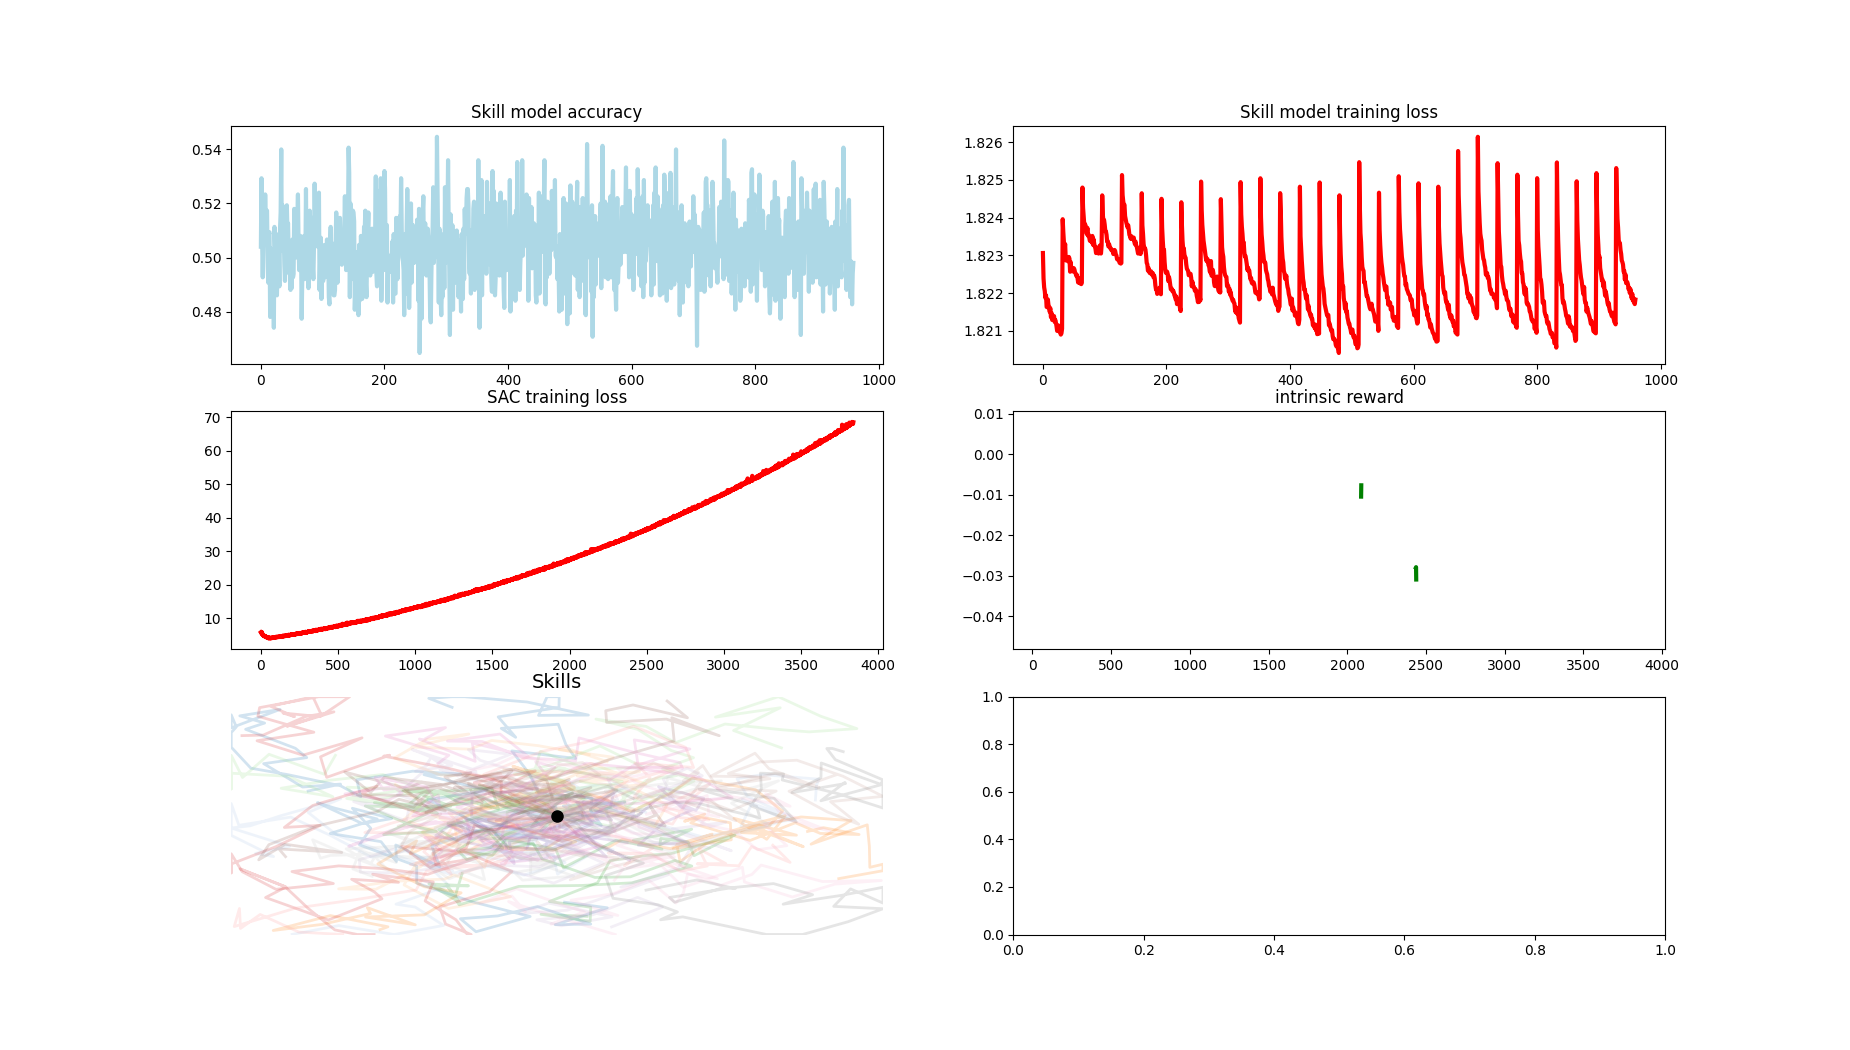 Skill model accuracy
0.54
0.52
0.50
0.48
0 200 400 600 800 1000
Skill model training loss
1.826
1.825
1.824
1.823
1.822
1.821
0 200 400 600 800 1000
SAC training loss
70
60
50
40
30
20
10
0 500 1000 1500 2000 2500 3000 3500 4000
intrinsic reward
0.01
0.00
−0.01
−0.02
−0.03
−0.04
0 500 1000 1500 2000 2500 3000 3500 4000
Skills
1.0
0.8
0.6
0.4
0.2
0.0
0.0 0.2 0.4 0.6 0.8 1.0